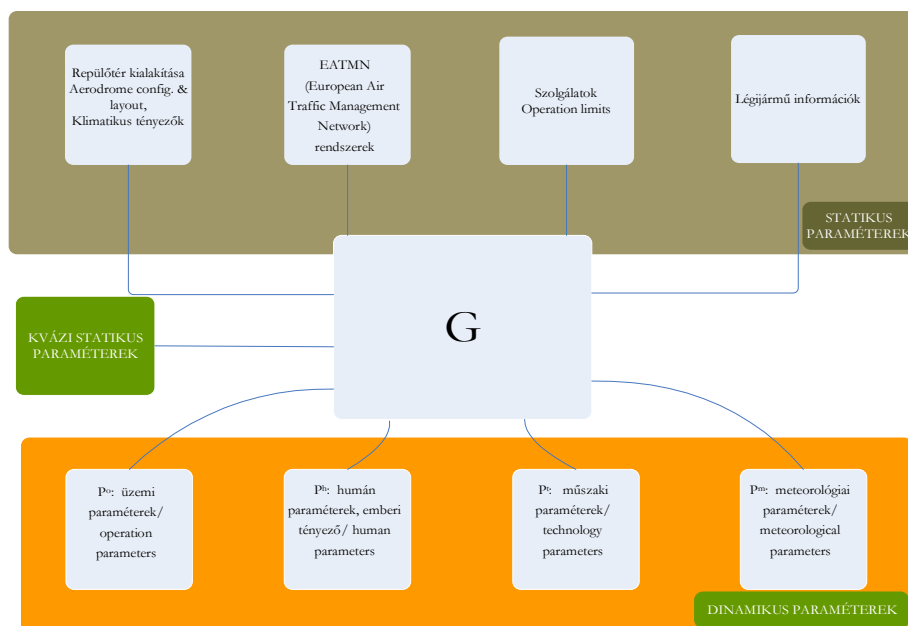 Repülőtér kialakítása
Aerodrome config. &
layout,
Klimatikus tényezők
EATMN
(European Air
Traffic Management
Network)
rendszerek
Szolgálatok
Operation limits
Légijármű információk
STATIKUS
PARAMÉTEREK
G
KVÁZI STATIKUS
PARAMÉTEREK
Pᵒ: üzemi
paraméterek/
operation
parameters
Pʰ: humán
paraméterek, emberi
tényező/ human
parameters
Pᵗ: műszaki
paraméterek/
technology
parameters
Pᵐ: meteorológiai
paraméterek/
meteorological
parameters
DINAMIKUS PARAMÉTEREK